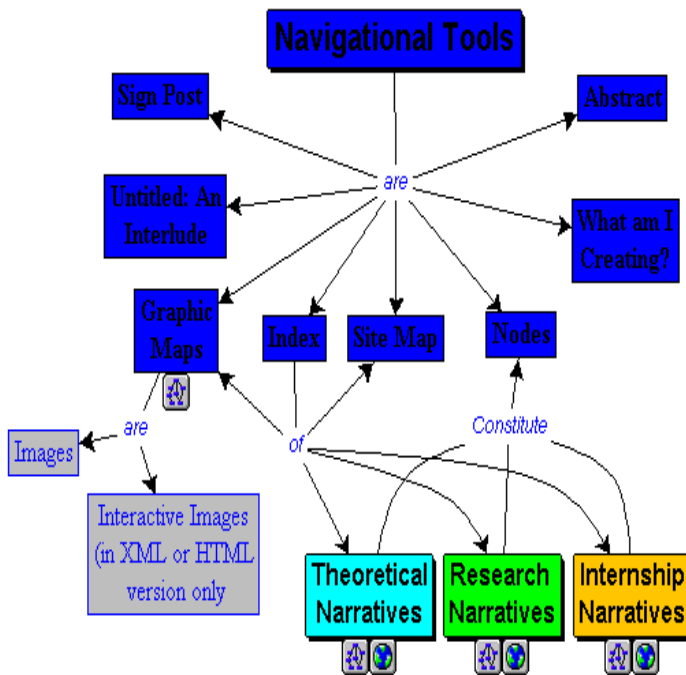 Navigational Tools
Sign Post
Abstract
are
Untitled: An
Interlude
What am I
Creating?
Graphic
Maps
Index
Site Map
Nodes
are
of
Constitute
Images
Interactive Images
(in XML or HTML
version only
Theoretical
Narratives
Research
Narratives
Internship
Narratives